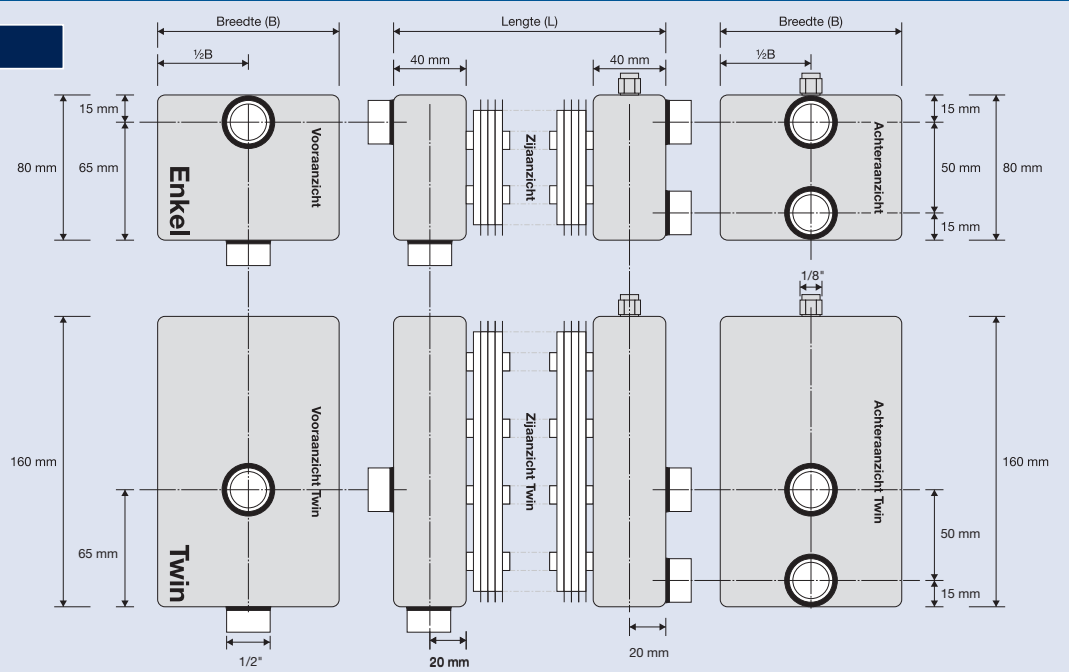 Breedte (B)
Lengte (L)
Breedte (B)
½B
40 mm
40 mm
½B
15 mm
15 mm
80 mm
65 mm
Enkel
Vooraanzicht
Zijaanzicht
Achteraanzicht
50 mm
80 mm
15 mm
1/8"
160 mm
65 mm
Twin
Vooraanzicht Twin
Zijaanzicht Twin
Achteraanzicht Twin
160 mm
50 mm
15 mm
1/2"
20 mm
20 mm